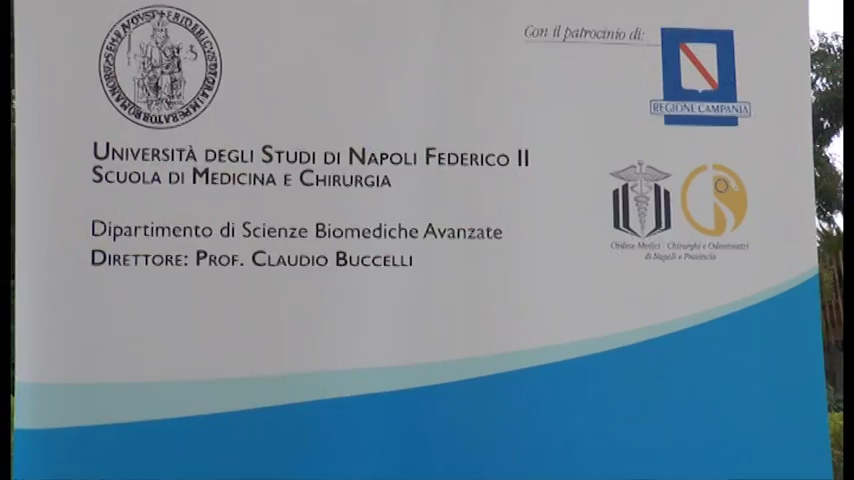 Con il patrocinio di:
REGIONE CAMPANIA
UNIVERSITÀ DEGLI STUDI DI NAPOLI FEDERICO II
SCUOLA DI MEDICINA E CHIRURGIA
Dipartimento di Scienze Biomediche Avanzate
DIRETTORE: PROF. CLAUDIO BUCCELLI
Ordine Medici - Chirurghi e Odontoiatri
di Napoli e Provincia